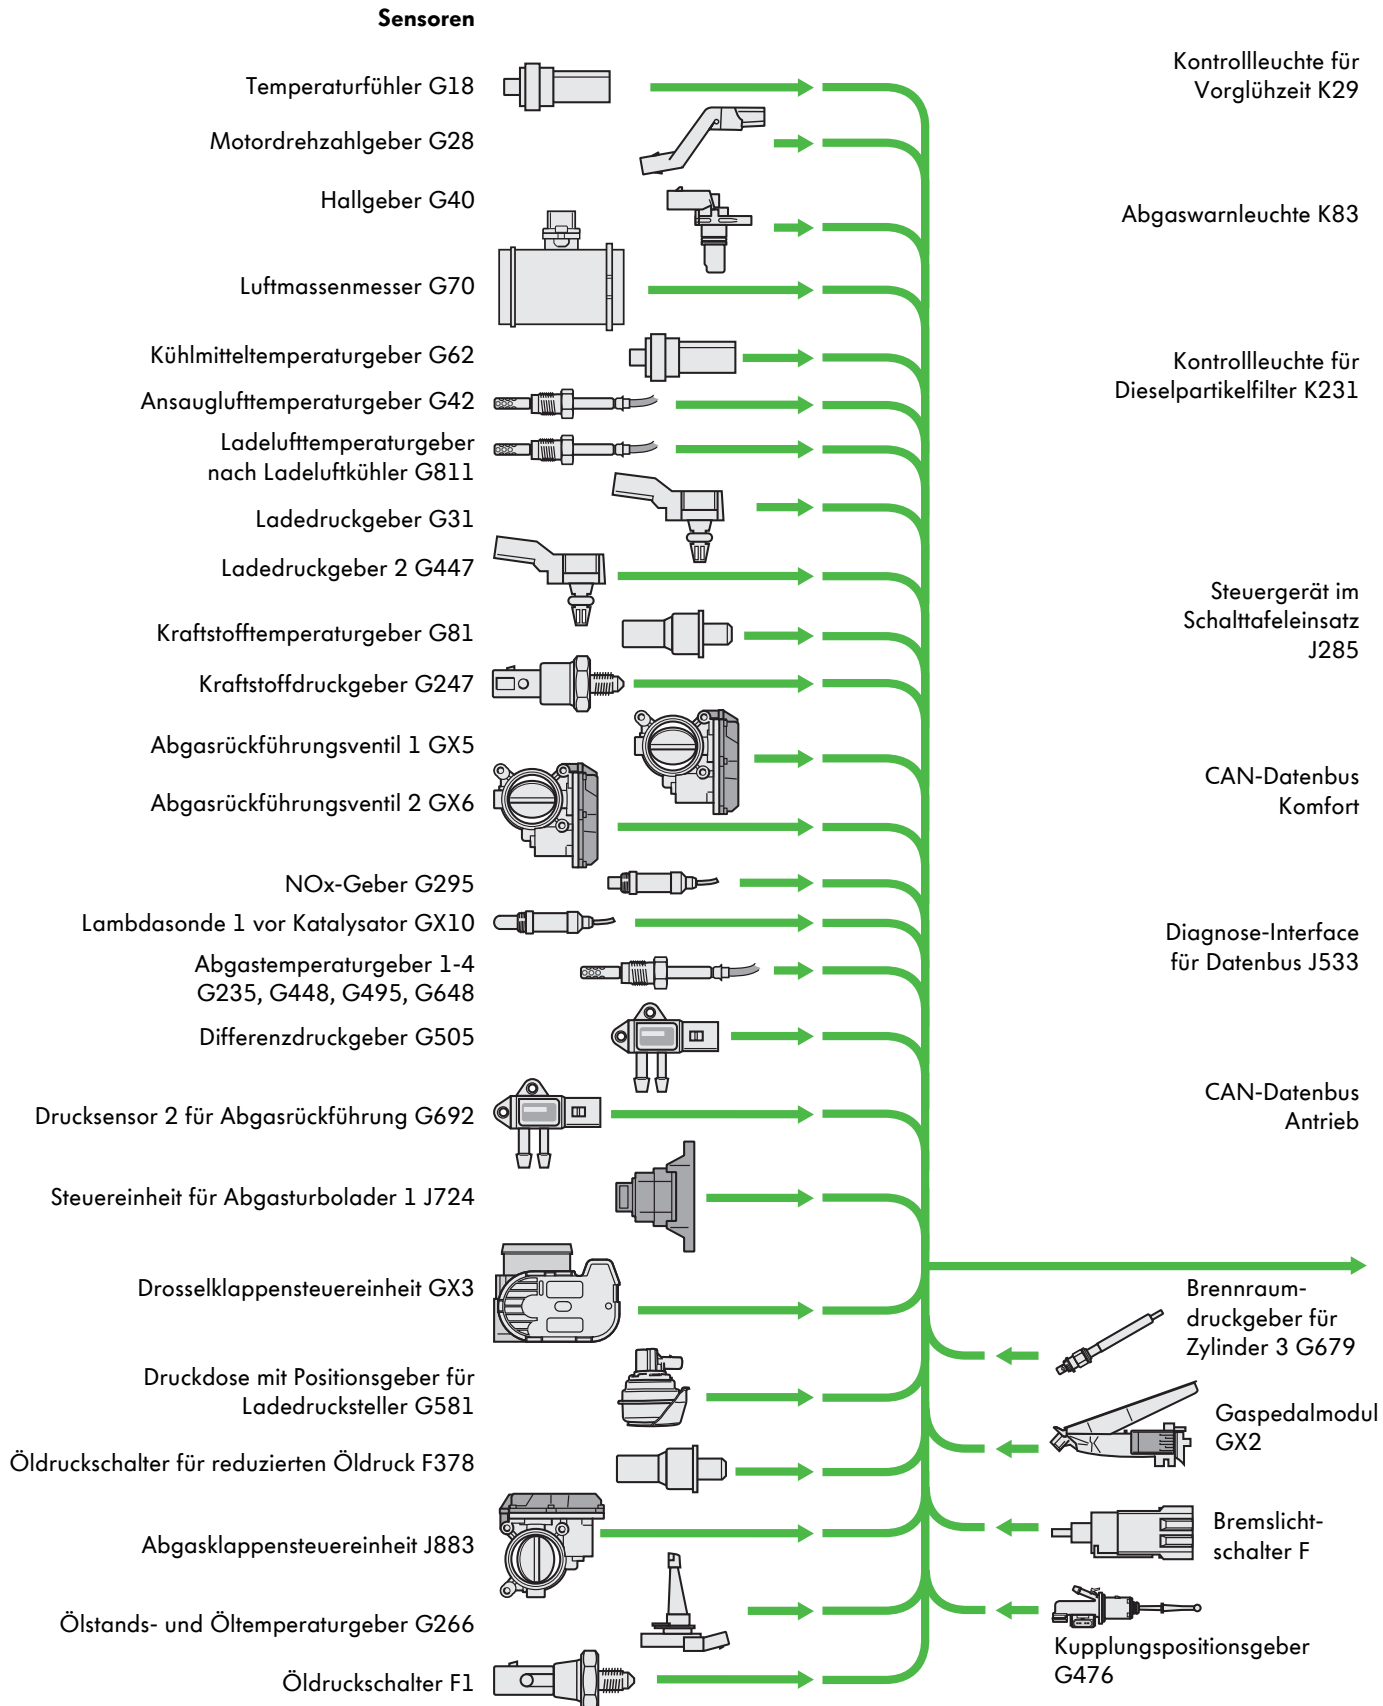 Sensoren
Temperaturfühler G18
Motordrehzahlgeber G28
Hallgeber G40
Luftmassenmesser G70
Kühlmitteltemperaturgeber G62
Ansauglufttemperaturgeber G42
Ladelufttemperaturgeber
nach Ladeluftkühler G811
Ladedruckgeber G31
Ladedruckgeber 2 G447
Kraftstofftemperaturgeber G81
Kraftstoffdruckgeber G247
Abgasrückführungsventil 1 GX5
Abgasrückführungsventil 2 GX6
NOx-Geber G295
Lambdasonde 1 vor Katalysator GX10
Abgastemperaturgeber 1-4
G235, G448, G495, G648
Differenzdruckgeber G505
Drucksensor 2 für Abgasrückführung G692
Steuereinheit für Abgasturbolader 1 J724
Drosselklappensteuereinheit GX3
Druckdose mit Positionsgeber für
Ladedrucksteller G581
Öldruckschalter für reduzierten Öldruck F378
Abgasklappensteuereinheit J883
Ölstands- und Öltemperaturgeber G266
Öldruckschalter F1
Kontrollleuchte für
Vorglühzeit K29
Abgaswarnleuchte K83
Kontrollleuchte für
Dieselpartikelfilter K231
Steuergerät im
Schalttafeleinsatz
J285
CAN-Datenbus
Komfort
Diagnose-Interface
für Datenbus J533
CAN-Datenbus
Antrieb
Brennraum-
druckgeber für
Zylinder 3 G679
Gaspedalmodul
GX2
Bremslicht-
schalter F
Kupplungspositionsgeber
G476